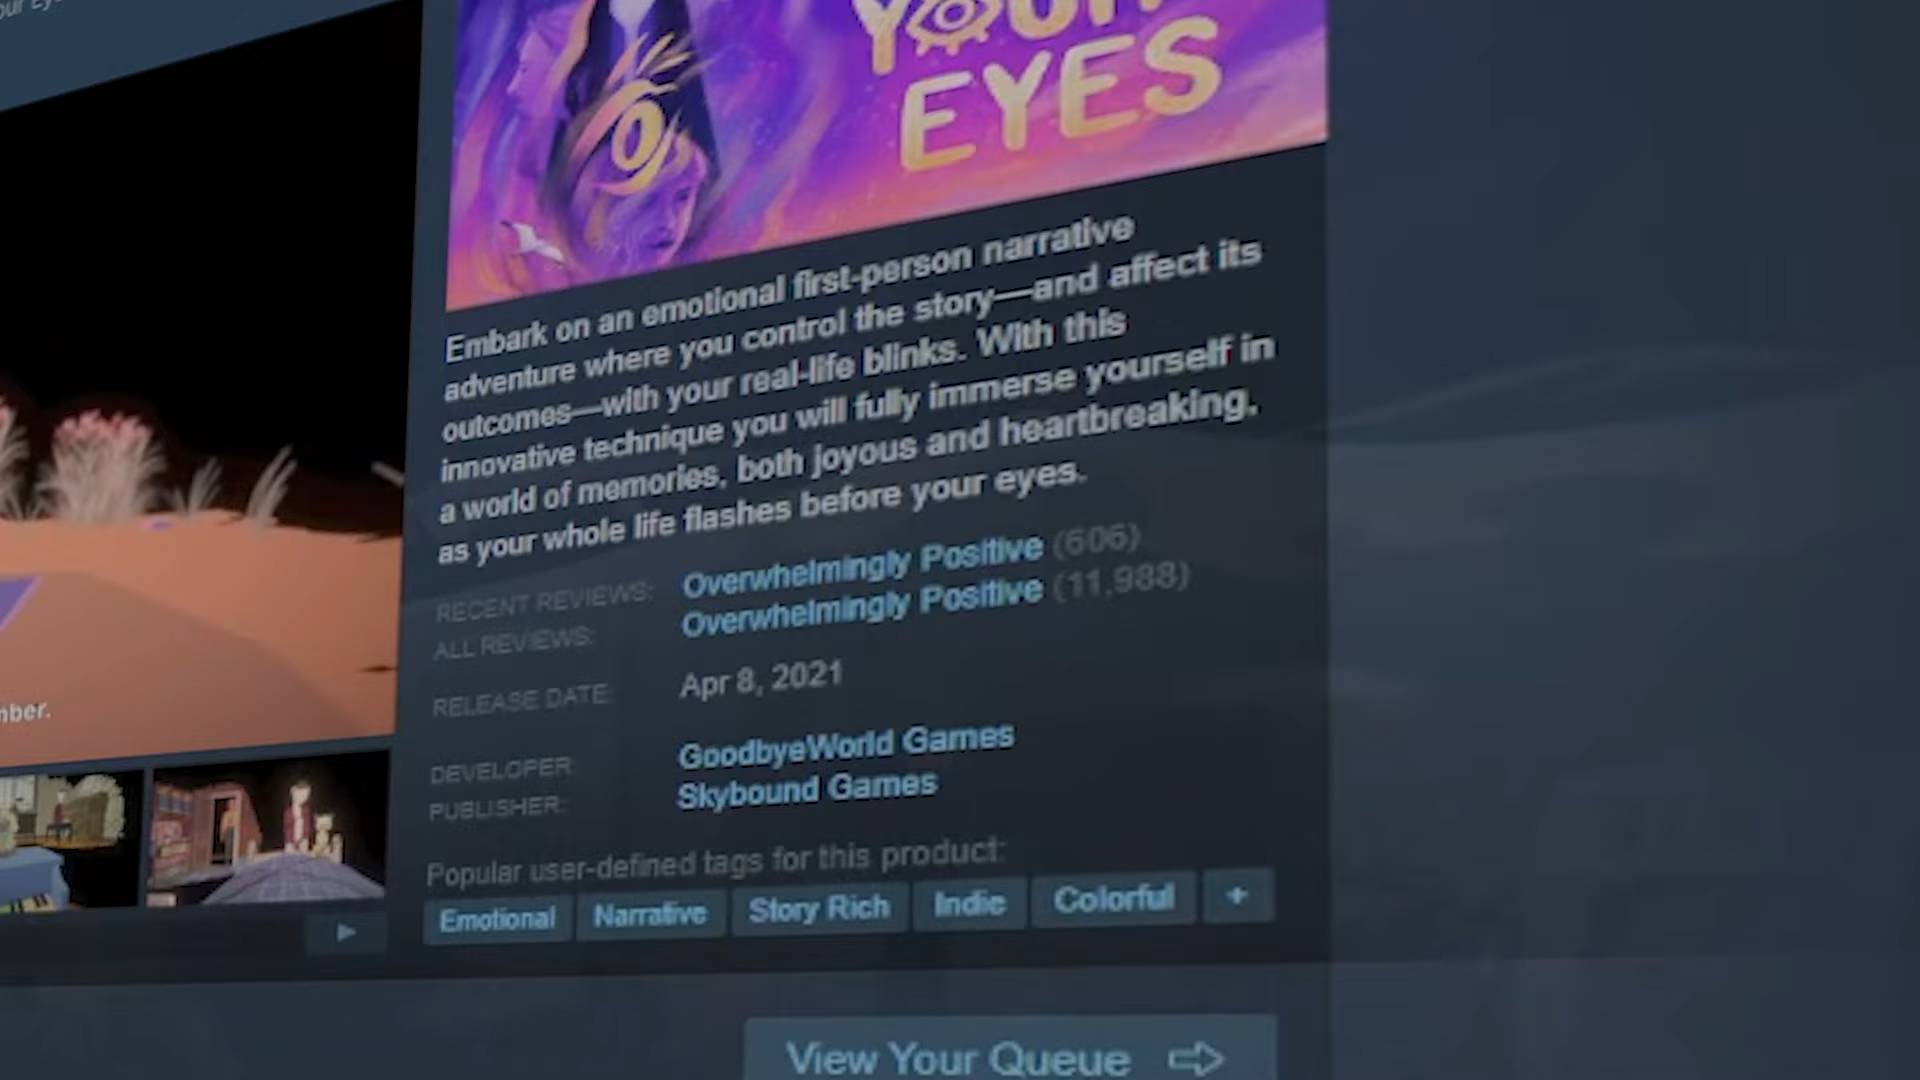 YOUR
EYES
Embark on an emotional first-person narrative
adventure where you control the story—and affect its
outcomes—with your real-life blinks. With this
innovative technique you will fully immerse yourself in
a world of memories, both joyous and heartbreaking,
as your whole life flashes before your eyes.
RECENT REVIEWS: Overwhelmingly Positive (606)
ALL REVIEWS: Overwhelmingly Positive (11,988)
RELEASE DATE: Apr 8, 2021
DEVELOPER: GoodbyeWorld Games
PUBLISHER: Skybound Games
Popular user-defined tags for this product:
Emotional Narrative Story Rich Indie Colorful +
View Your Queue